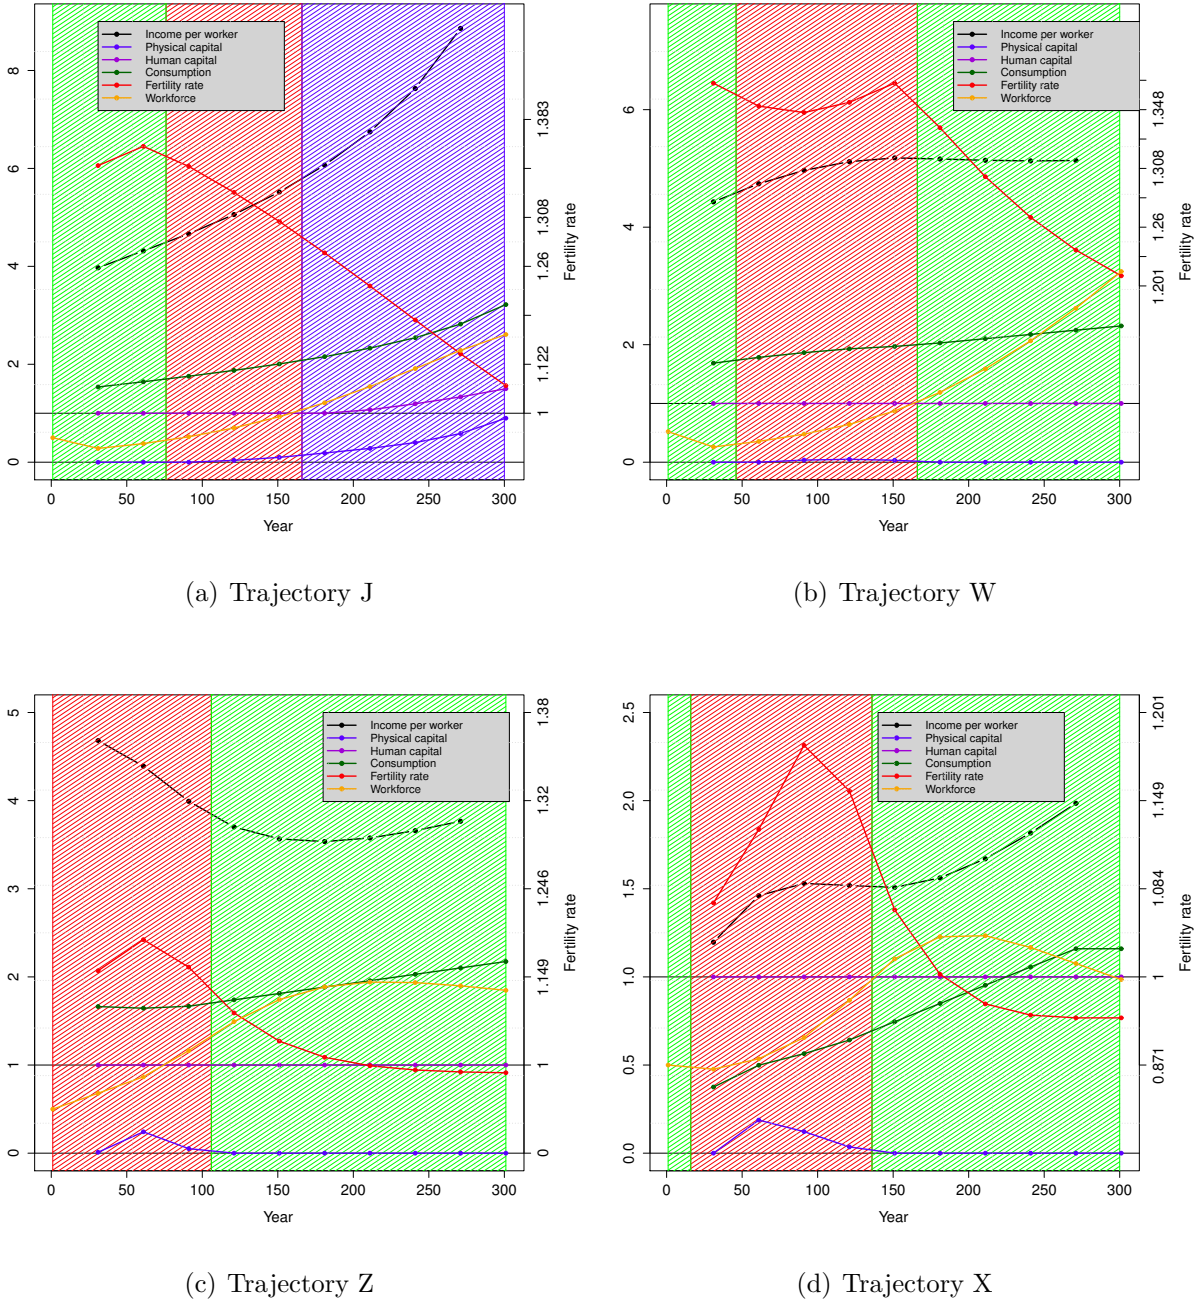 Income per worker
Physical capital
Human capital
Consumption
Fertility rate
Workforce
8
6
4
2
0
1.383
1.308
1.26
1.122
1
Fertility rate
0 50 100 150 200 250 300
Year
(a) Trajectory J
Income per worker
Physical capital
Human capital
Consumption
Fertility rate
Workforce
6
4
2
0
1.348
1.308
1.26
1.201
Fertility rate
0 50 100 150 200 250 300
Year
(b) Trajectory W
Income per worker
Physical capital
Human capital
Consumption
Fertility rate
Workforce
5
4
3
2
1
0
1.38
1.32
1.246
1.149
1
0
Fertility rate
0 50 100 150 200 250 300
Year
(c) Trajectory Z
Income per worker
Physical capital
Human capital
Consumption
Fertility rate
Workforce
2.5
2.0
1.5
1.0
0.5
0.0
1.201
1.149
1.084
1
0.871
Fertility rate
0 50 100 150 200 250 300
Year
(d) Trajectory X